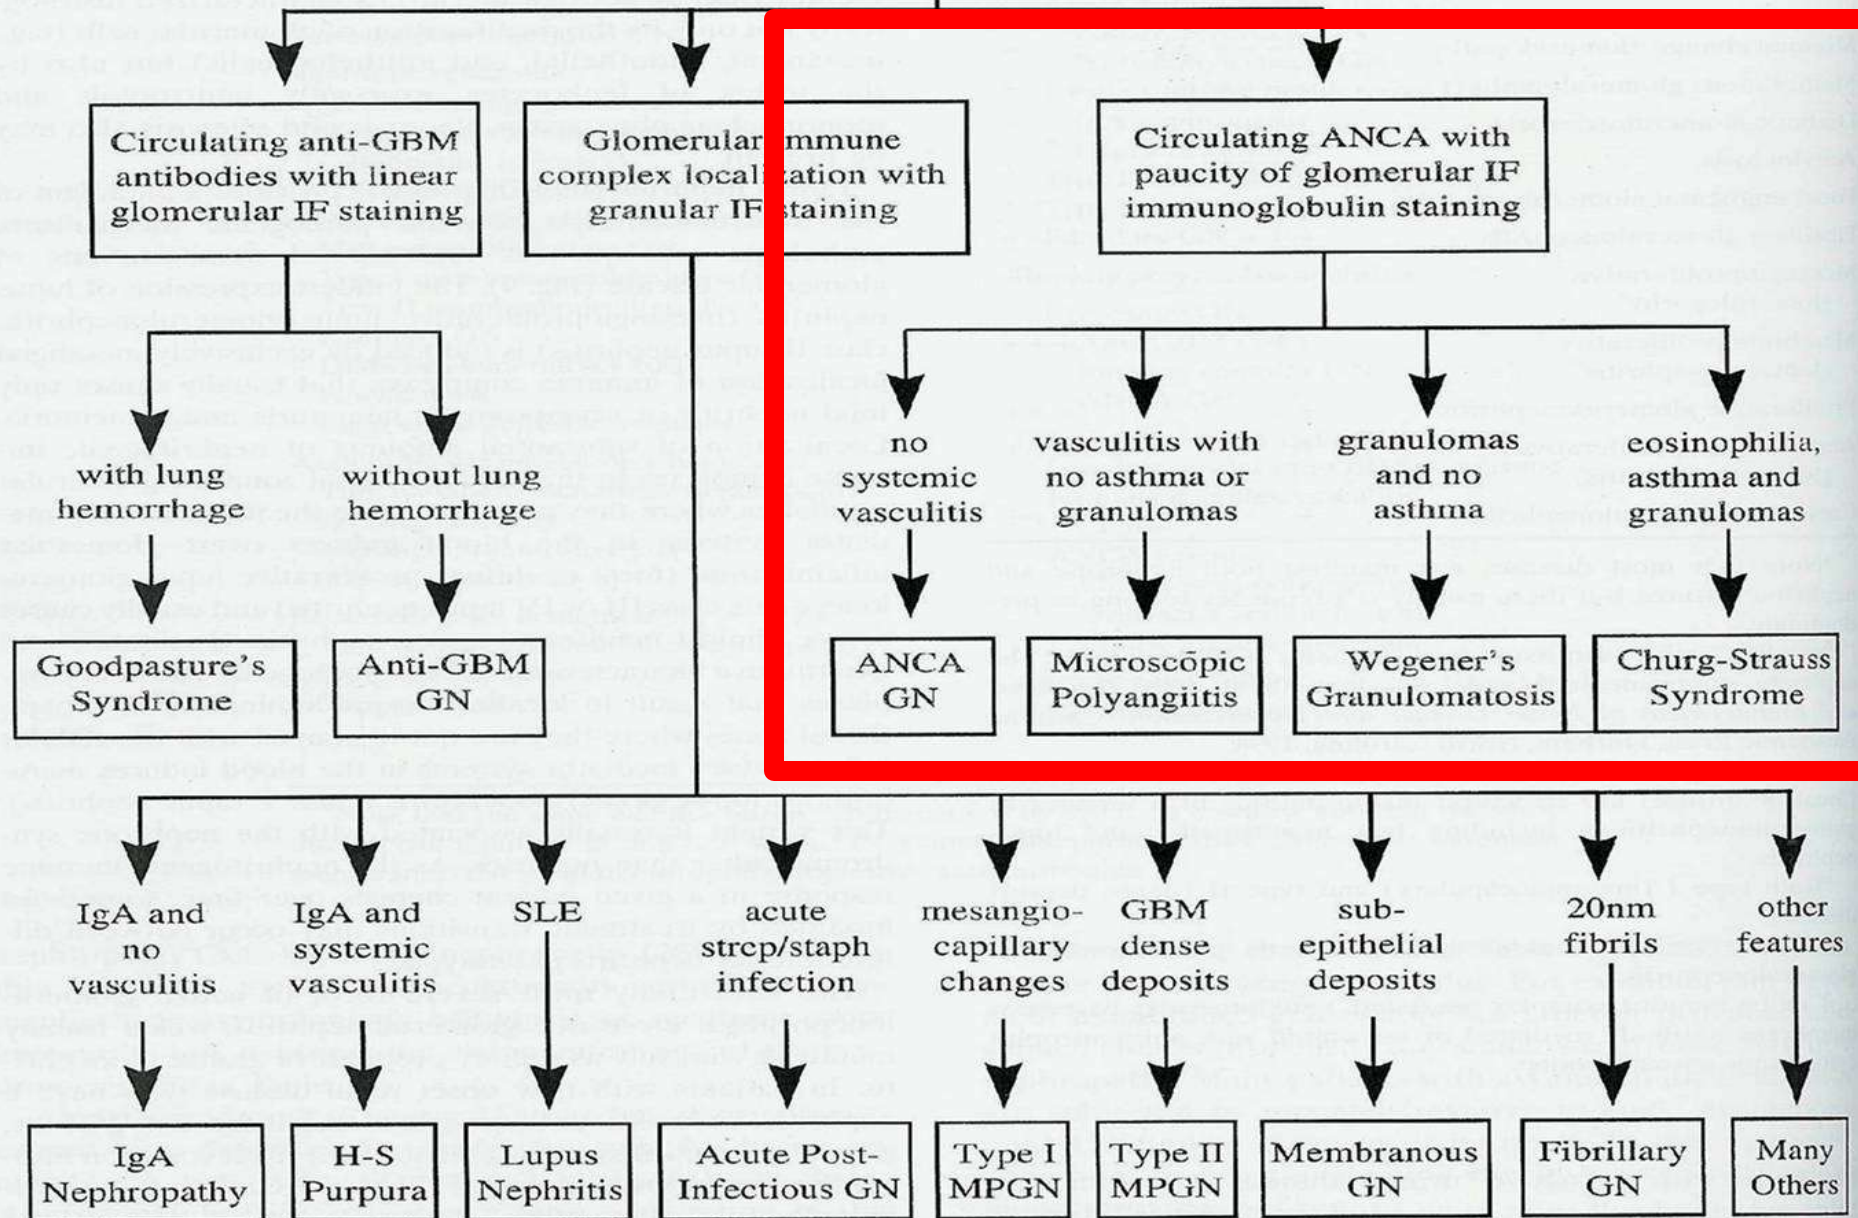 Circulating anti-GBM
antibodies with linear
glomerular IF staining
Glomerular immune
complex localization with
granular IF staining
Circulating ANCA with
paucity of glomerular IF
immunoglobulin staining
with lung
hemorrhage
without lung
hemorrhage
no
systemic
vasculitis
vasculitis with
no asthma or
granulomas
granulomas
and no
asthma
eosinophilia,
asthma and
granulomas
Goodpasture's
Syndrome
Anti-GBM
GN
ANCA
GN
Microscopic
Polyangiitis
Wegener's
Granulomatosis
Churg-Strauss
Syndrome
IgA and
no
vasculitis
IgA and
systemic
vasculitis
SLE
acute
strep/staph
infection
mesangio-
capillary
changes
GBM
dense
deposits
sub-
epithelial
deposits
20nm
fibrils
other
features
IgA
Nephropathy
H-S
Purpura
Lupus
Nephritis
Acute Post-
Infectious GN
Type I
MPGN
Type II
MPGN
Membranous
GN
Fibrillary
GN
Many
Others